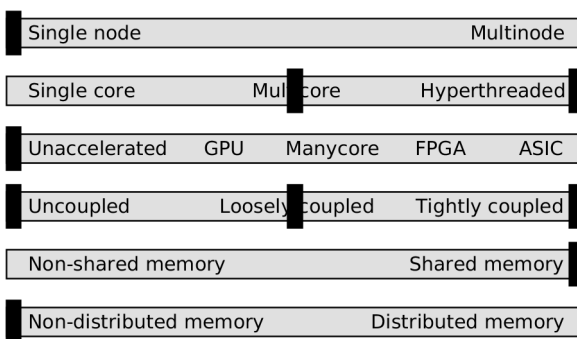 Single node Multinode
Single core Multicore Hyperthreaded
Unaccelerated GPU Manycore FPGA ASIC
Uncoupled Loosely coupled Tightly coupled
Non-shared memory Shared memory
Non-distributed memory Distributed memory